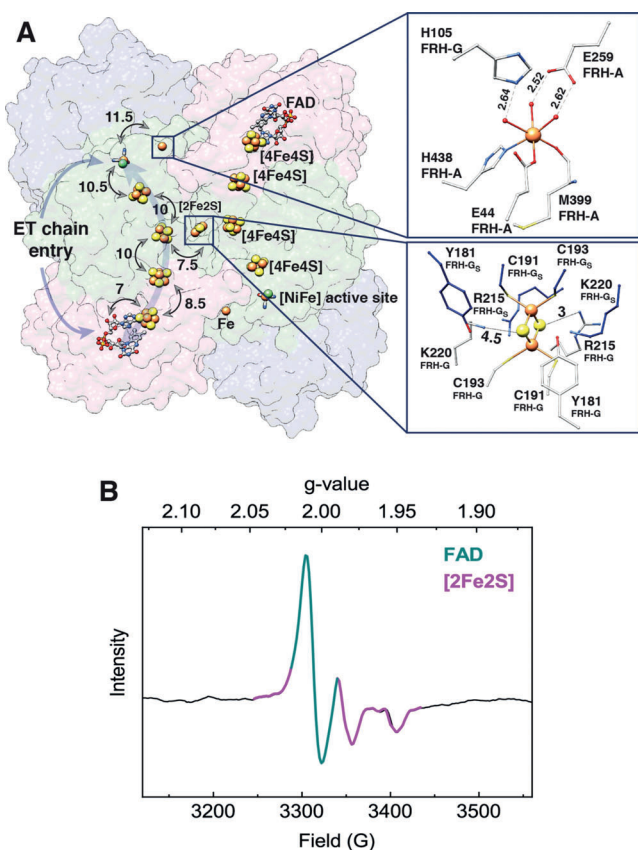 A
FAD
[4Fe4S]
11.5
[4Fe4S]
10.5
[2Fe2S]
10
ET chain
entry
[4Fe4S]
10
7.5
[4Fe4S]
7
8.5
[NiFe] active site
Fe
H105
FRH-G
E259
FRH-A
2.52
2.64
2.62
H438
FRH-A
E44
FRH-A
M399
FRH-A
Y181
FRH-GS
C191
FRH-GS
C193
FRH-GS
R215
FRH-GS
K220
FRH-GS
3
4.5
K220
FRH-G
R215
FRH-G
C193
FRH-G
C191
FRH-G
Y181
FRH-G
B
g-value
2.10 2.05 2.00 1.95 1.90
FAD
[2Fe2S]
Intensity
3200 3300 3400 3500
Field (G)